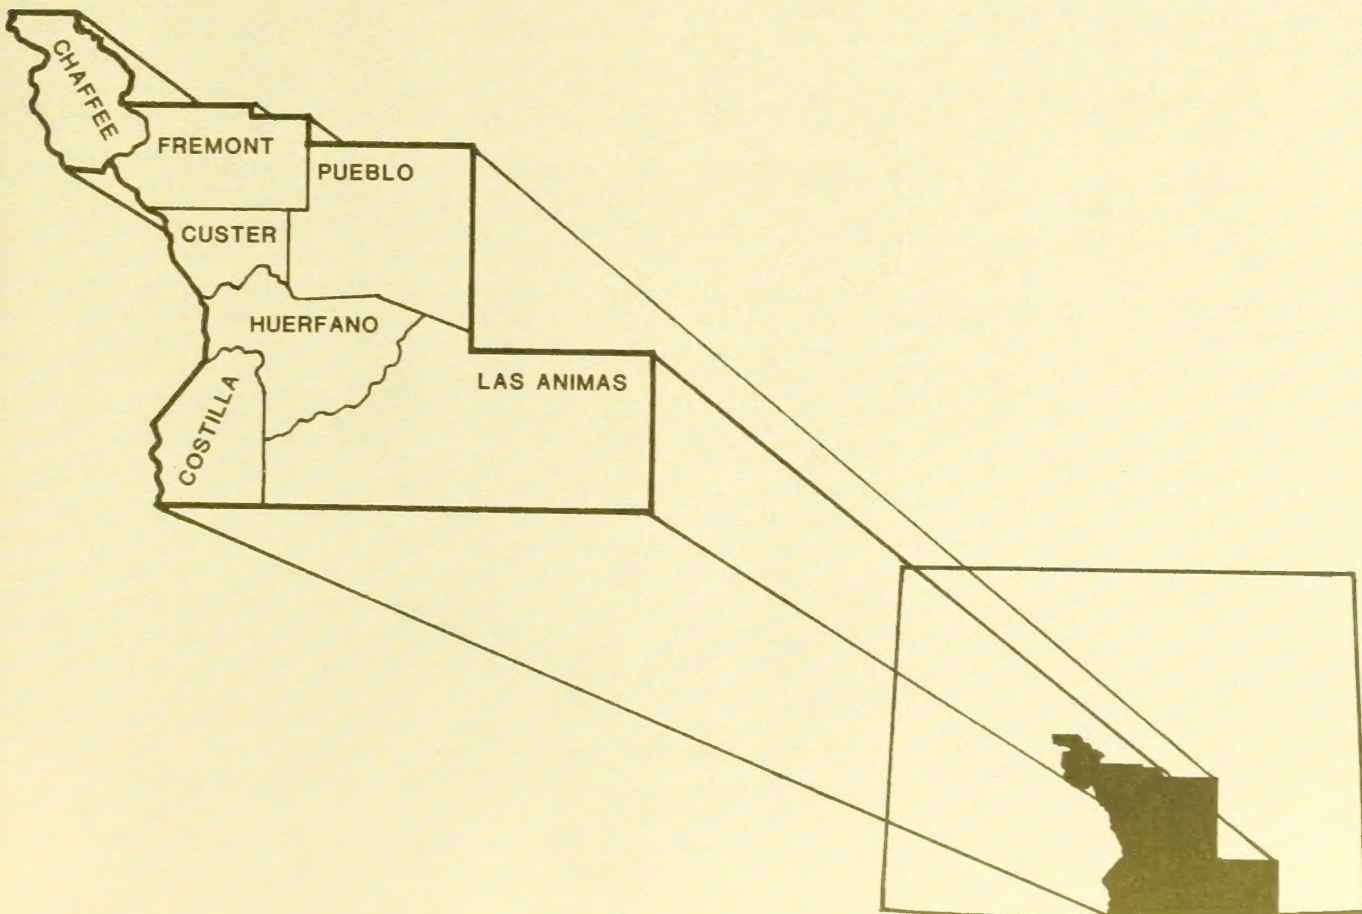 CHAFFEE
FREMONT
PUEBLO
CUSTER
HUERFANO
LAS ANIMAS
COSTILLA